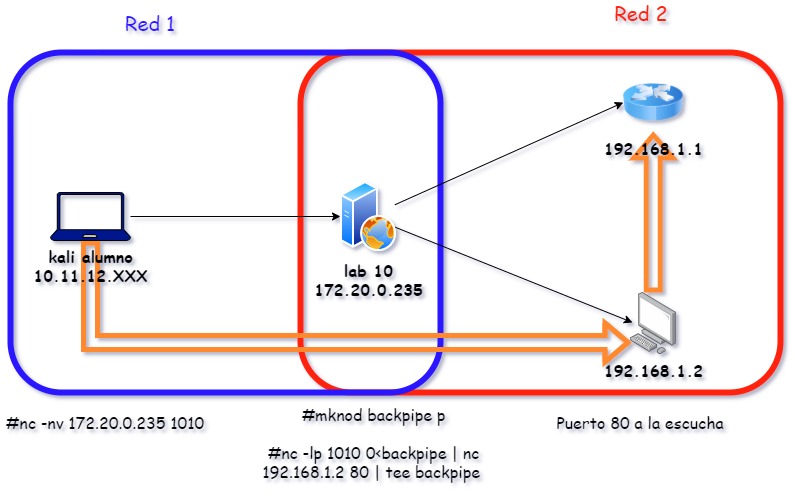 Red 1
Red 2
192.168.1.1
kali alumno
10.11.12.XXX
lab 10
172.20.0.235
192.168.1.2
#nc -nv 172.20.0.235 1010
#mknod backpipe p
#nc -lp 1010 0<backpipe | nc
192.168.1.2 80 | tee backpipe
Puerto 80 a la escucha